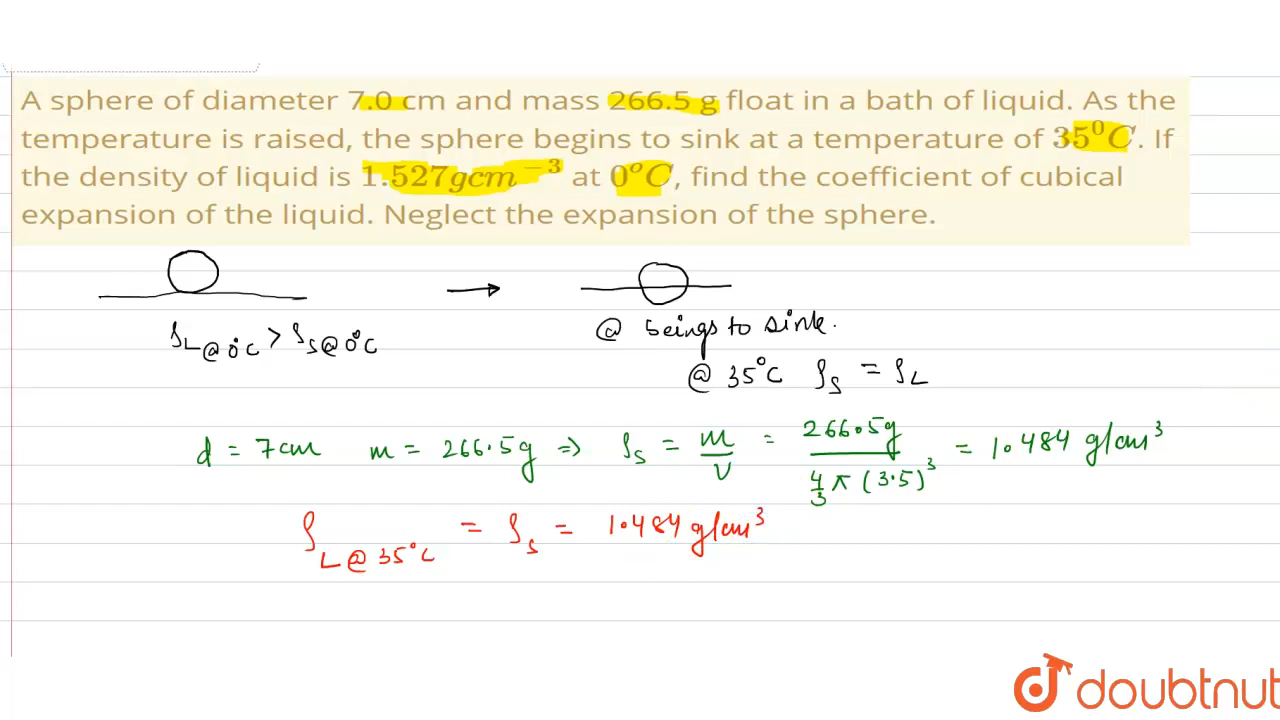 A sphere of diameter 7.0 cm and mass 266.5 g float in a bath of liquid. As the
temperature is raised, the sphere begins to sink at a temperature of 35⁰C. If
the density of liquid is 1.527gcm⁻³ at 0ᵒC, find the coefficient of cubical
expansion of the liquid. Neglect the expansion of the sphere.
ρL@0°C > ρS@0°C
@ beings to sink.
@ 35°C ρS = ρL
d = 7cm m = 266.5g ⇒ ρS = m/V = 266.5g / 4/3 π (3.5)³ = 1.484 g/cm³
ρL@35°C = ρS = 1.484 g/cm³
doubtnut